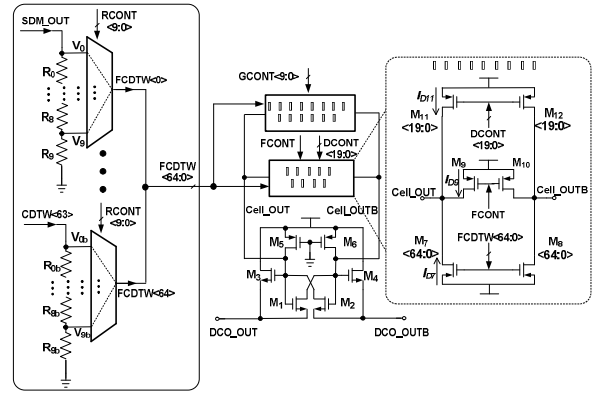 SDM_OUT
RCONT
<9:0>
V0
R0
R8
V9
R9
FCDTW<0>
FCDTW
<64:0>
CDTW<63>
RCONT
<9:0>
V0b
R0b
R8b
V9b
R9b
FCDTW<64>
GCONT<9:0>
FCONT
DCONT
<19:0>
Cell_OUT
Cell_OUTB
M5
M6
M3
M4
M1
M2
DCO_OUT
DCO_OUTB
ID11
M11
<19:0>
M12
<19:0>
DCONT
<19:0>
M9
M10
ID9
Cell_OUT
Cell_OUTB
FCONT
M7
<64:0>
FCDTW<64:0>
M8
<64:0>
ID7